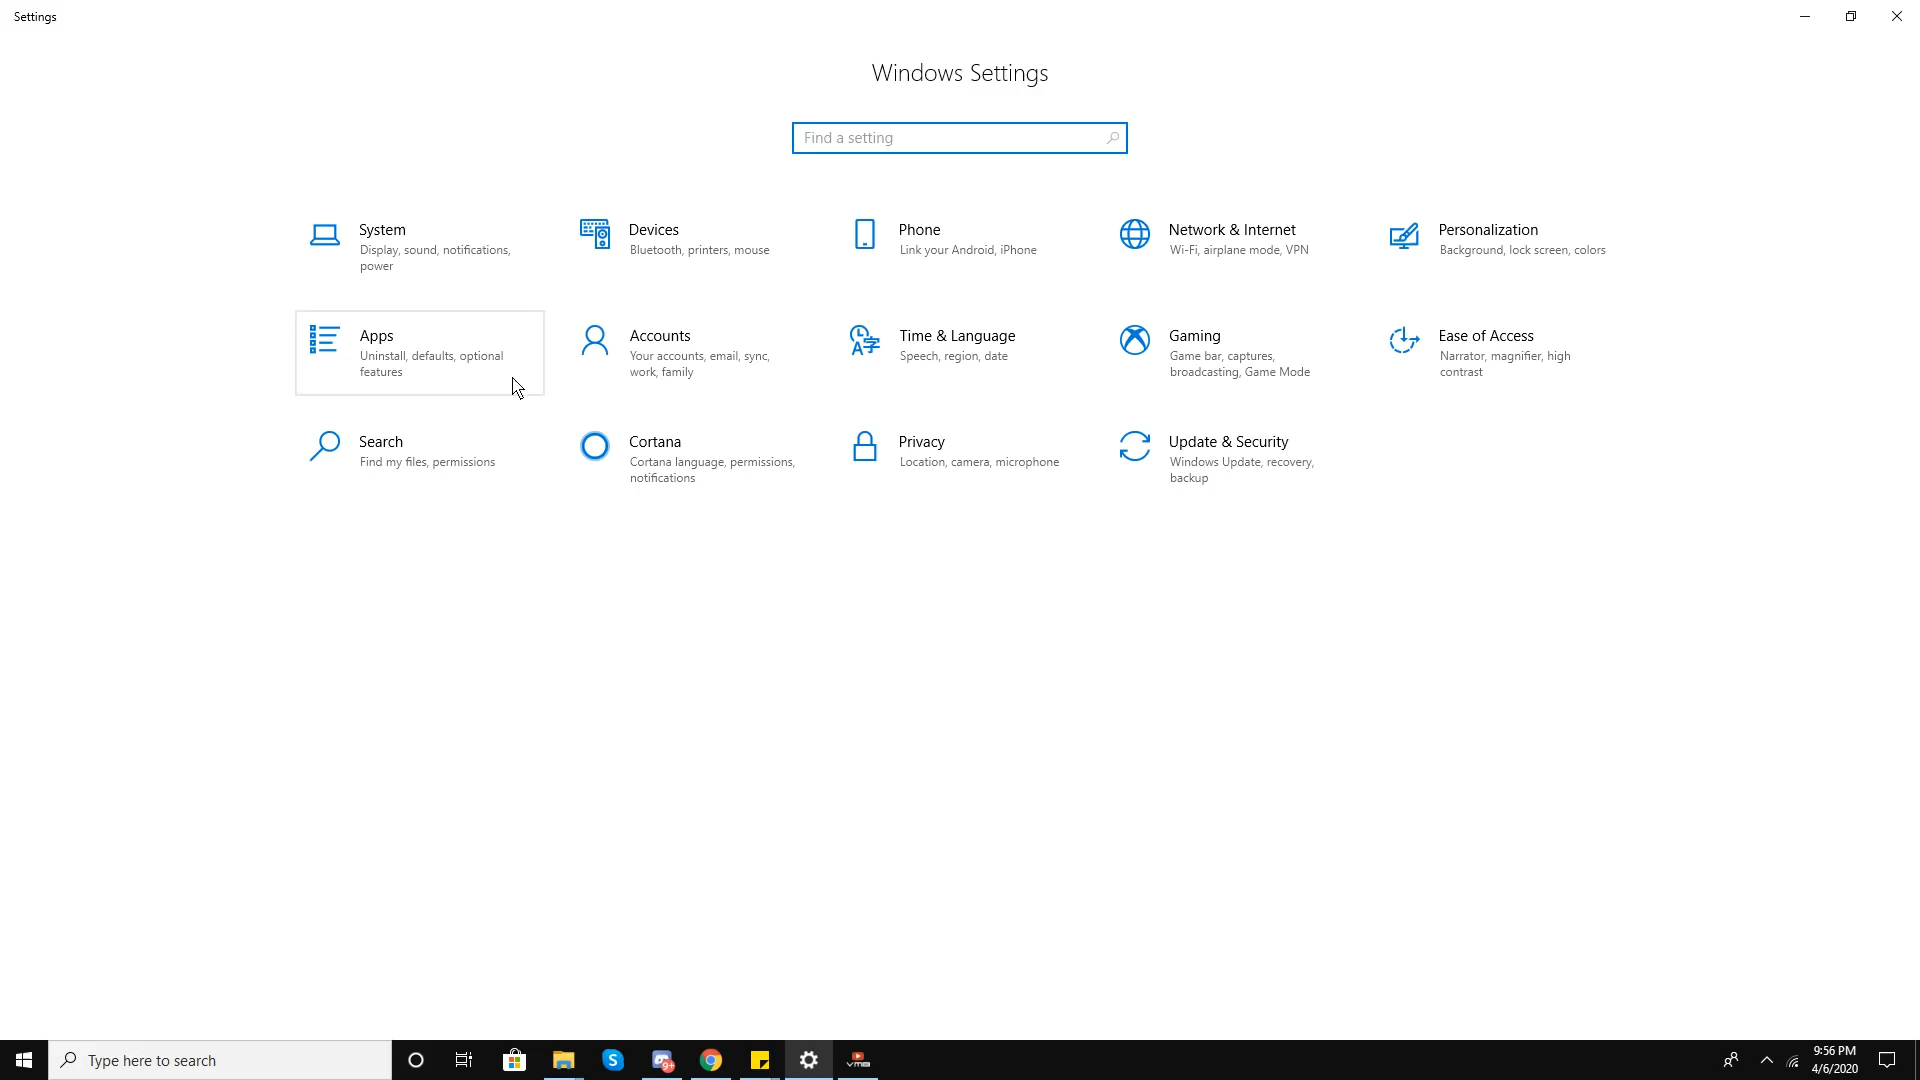 Settings
Windows Settings
Find a setting
System
Display, sound, notifications,
power
Devices
Bluetooth, printers, mouse
Phone
Link your Android, iPhone
Network & Internet
Wi-Fi, airplane mode, VPN
Personalization
Background, lock screen, colors
Apps
Uninstall, defaults, optional
features
Accounts
Your accounts, email, sync,
work, family
Time & Language
Speech, region, date
Gaming
Game bar, captures,
broadcasting, Game Mode
Ease of Access
Narrator, magnifier, high
contrast
Search
Find my files, permissions
Cortana
Cortana language, permissions,
notifications
Privacy
Location, camera, microphone
Update & Security
Windows Update, recovery,
backup
Type here to search
9+
9:56 PM
4/6/2020